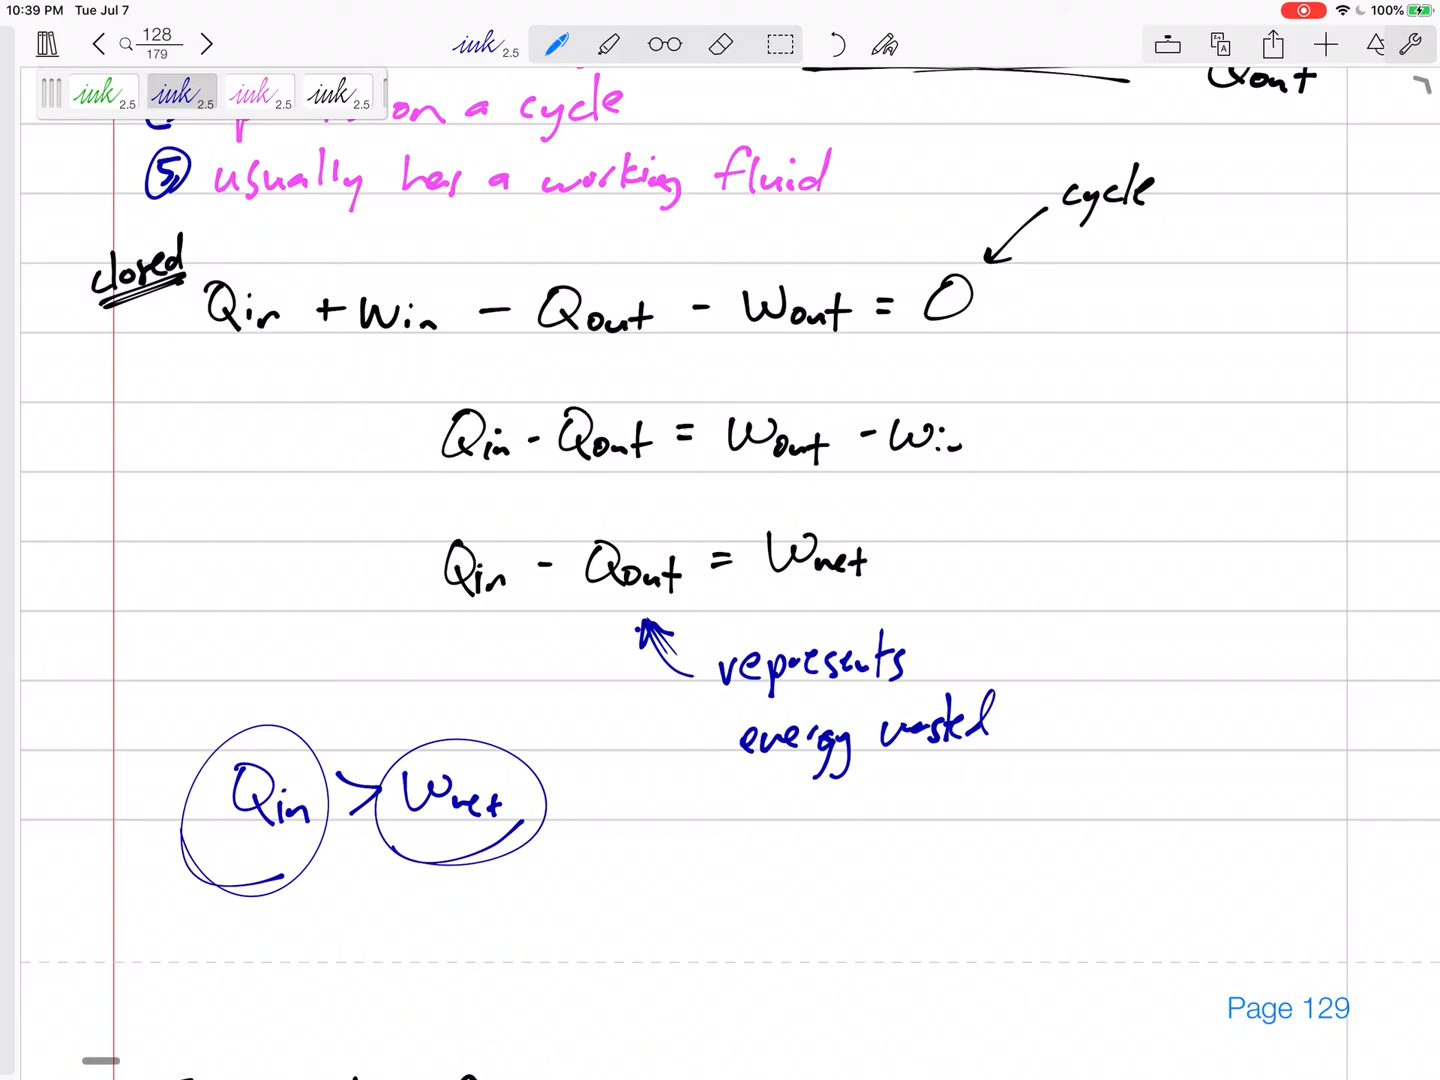 10:39 PM Tue Jul 7
100%
128
179
ink 2.5
ink 2.5 ink 2.5 ink 2.5 ink 2.5
Qout
on a cycle
5 usually has a working fluid
cycle
closed
Qin + Win - Qout - Wout = 0
Qin - Qout = Wout - Win
Qin - Qout = Wnet
represents
energy wasted
Qin > Wnet
Page 129